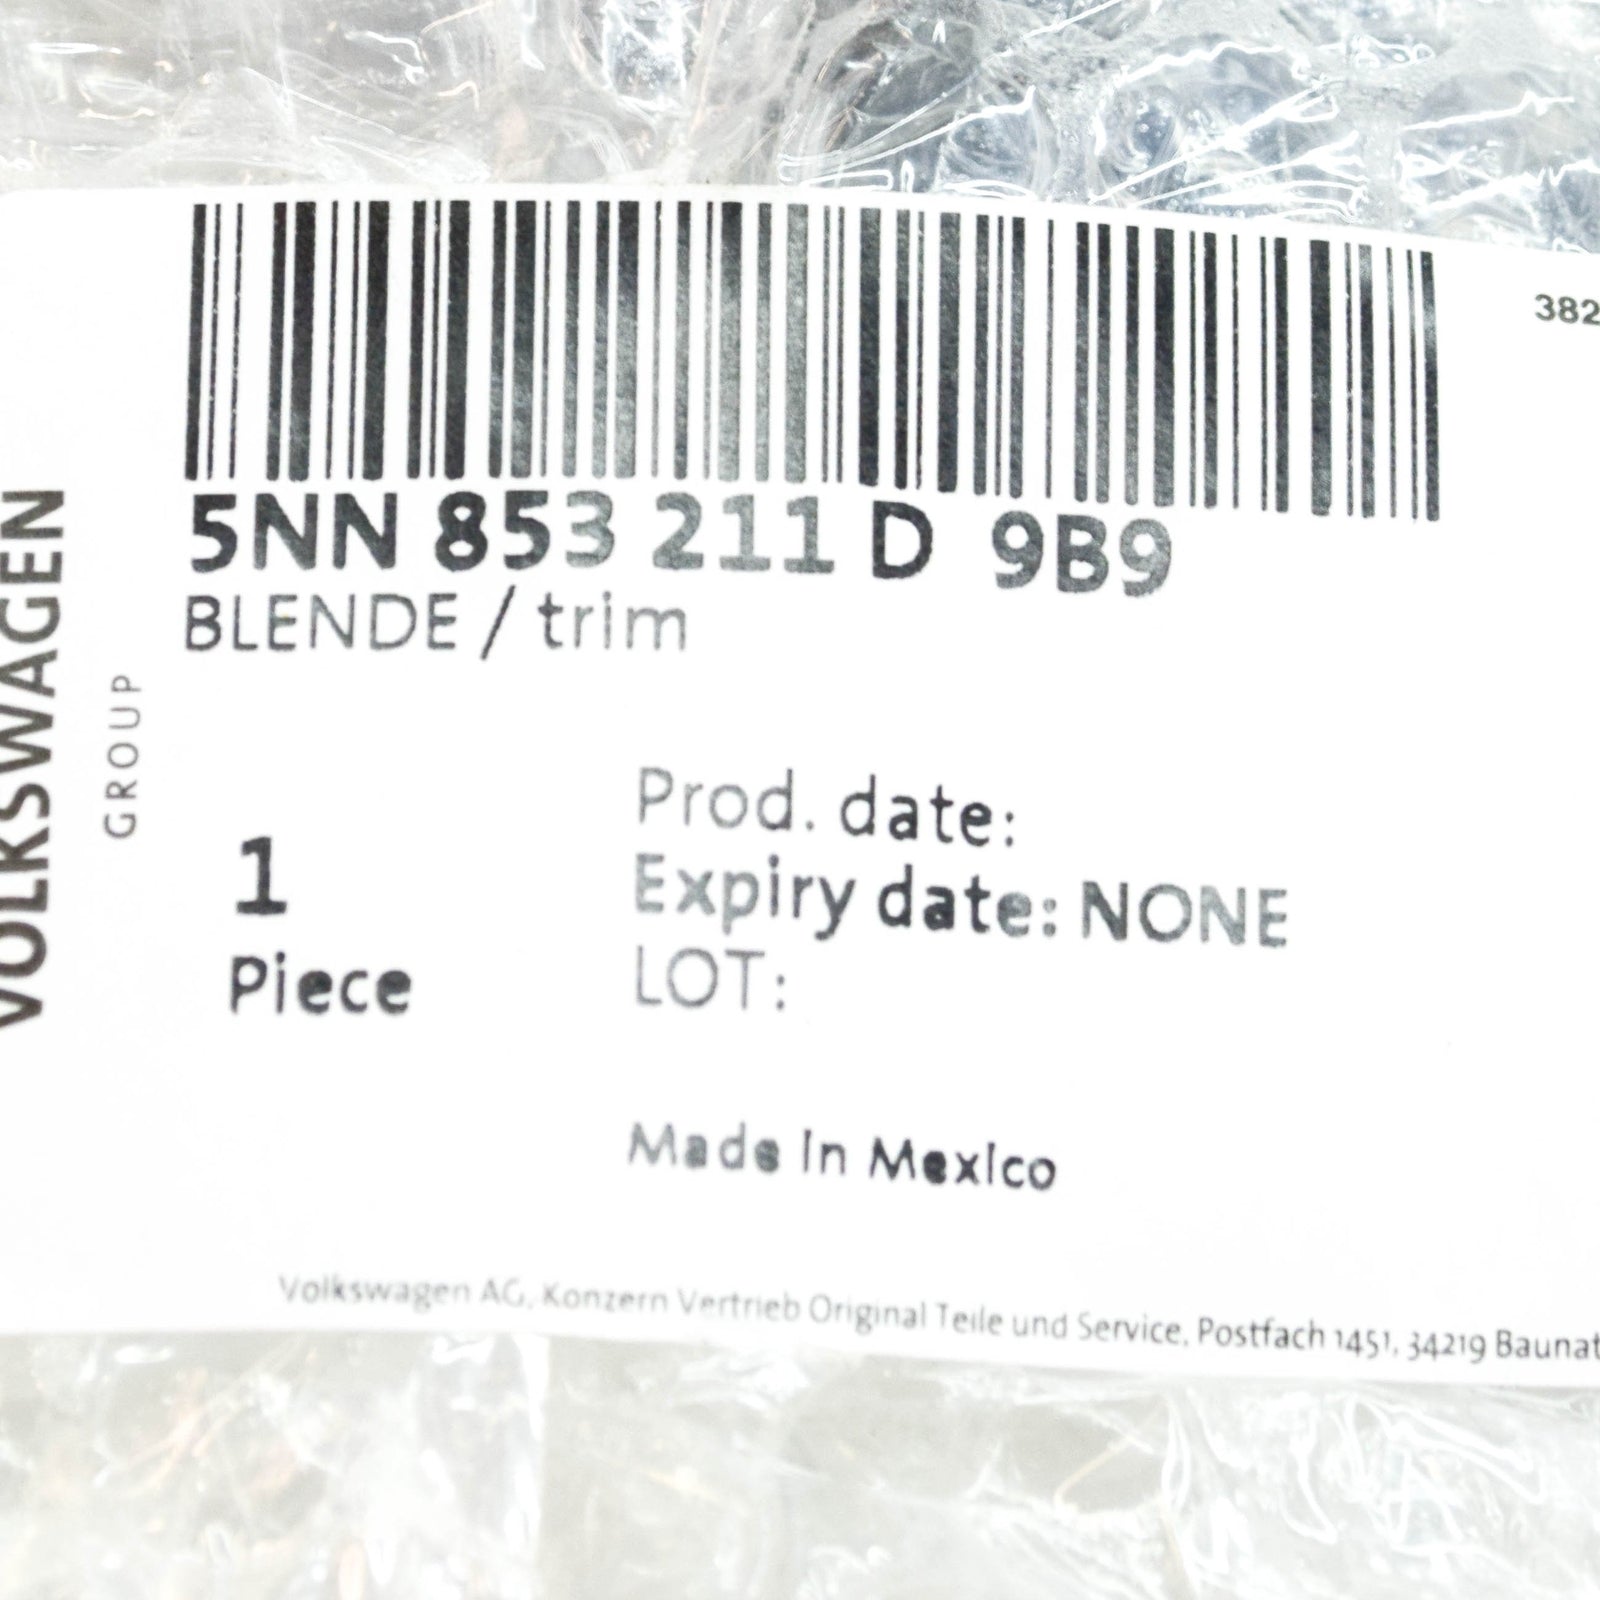 382
5NN 853 211 D 9B9
BLENDE / trim
VOLKSWAGEN
GROUP
1
Piece
Prod. date:
Expiry date: NONE
LOT:
Made in Mexico
Volkswagen AG, Konzern Vertrieb Original Teile und Service, Postfach 1451, 34219 Baunat